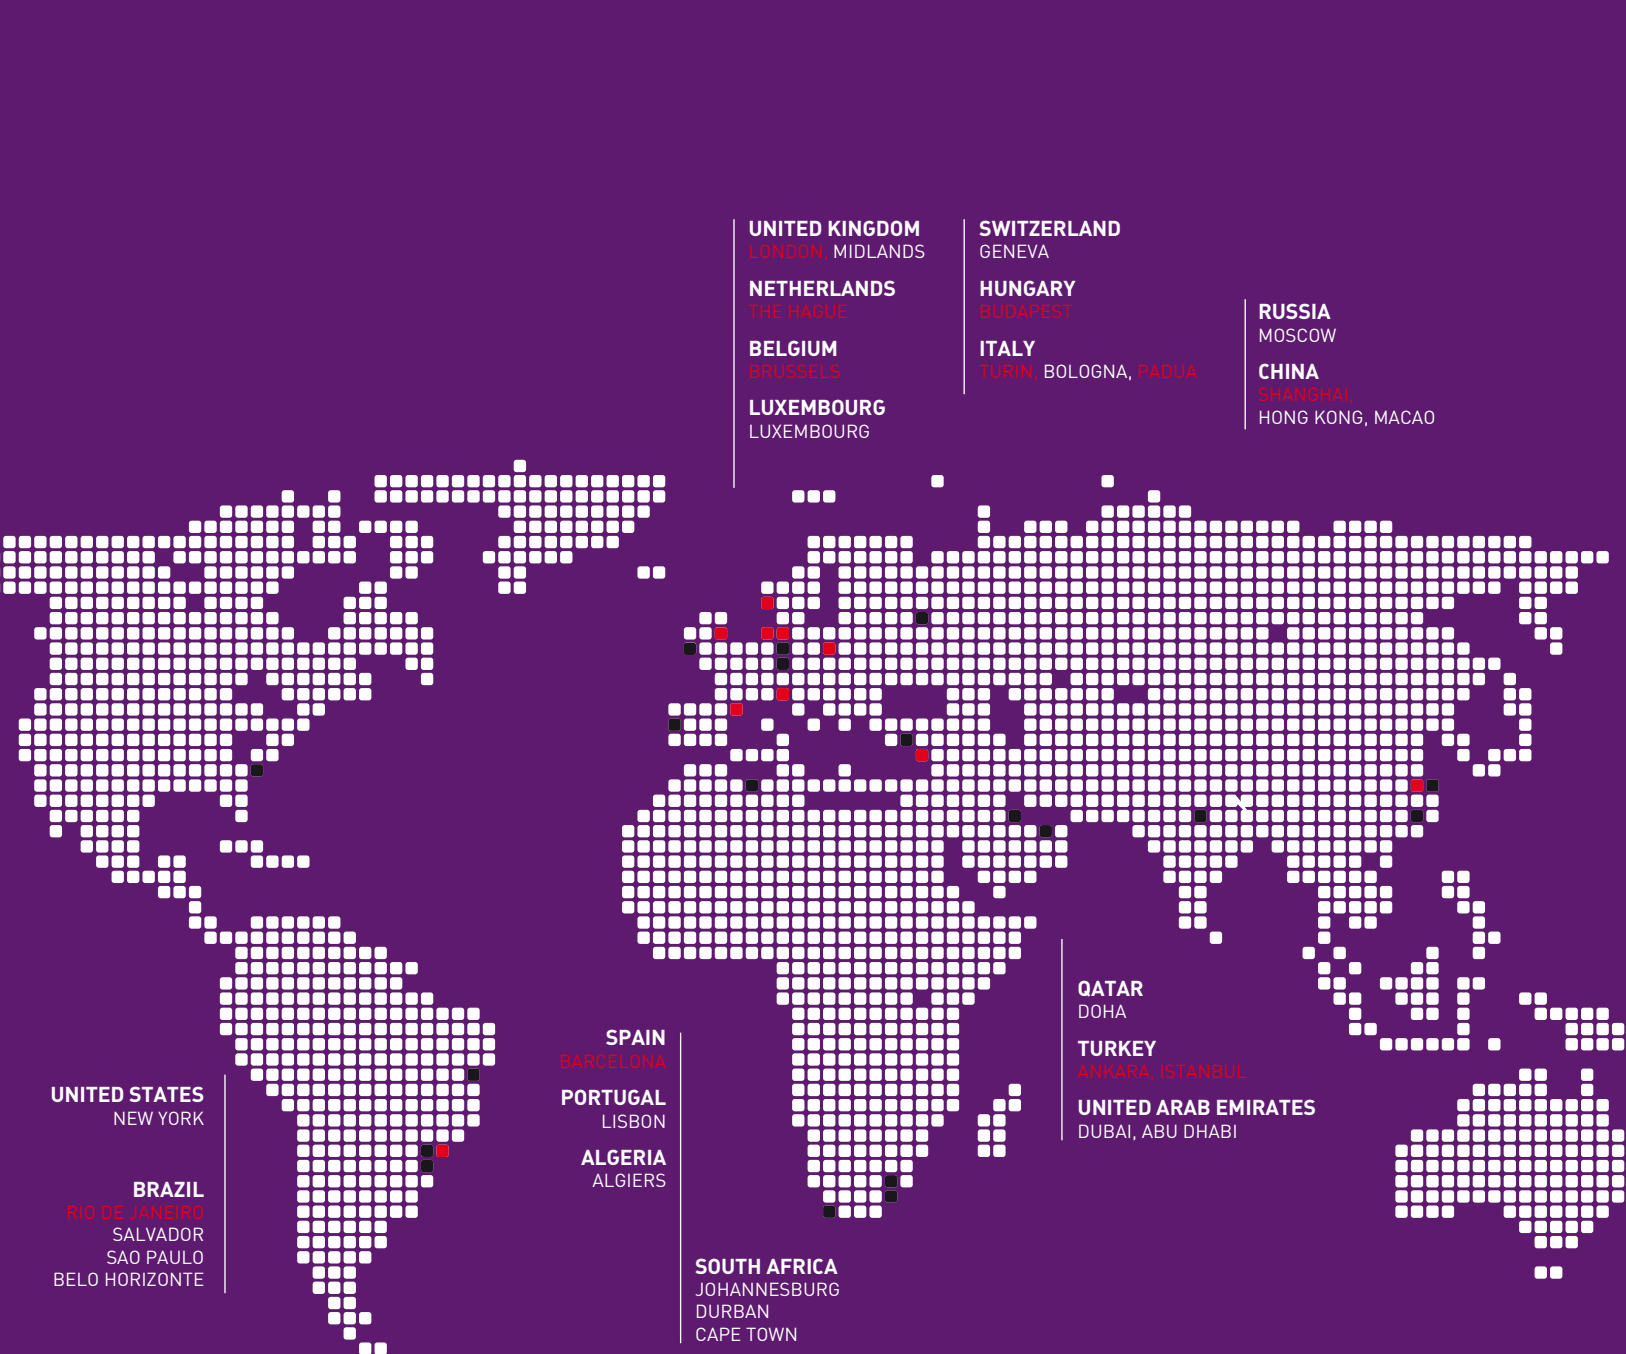 UNITED KINGDOM
LONDON, MIDLANDS
NETHERLANDS
THE HAGUE
BELGIUM
BRUSSELS
LUXEMBOURG
LUXEMBOURG
SWITZERLAND
GENEVA
HUNGARY
BUDAPEST
ITALY
TURIN, BOLOGNA, PADUA
RUSSIA
MOSCOW
CHINA
SHANGHAI,
HONG KONG, MACAO
UNITED STATES
NEW YORK
BRAZIL
RIO DE JANEIRO
SALVADOR
SAO PAULO
BELO HORIZONTE
SPAIN
BARCELONA
PORTUGAL
LISBON
ALGERIA
ALGIERS
SOUTH AFRICA
JOHANNESBURG
DURBAN
CAPE TOWN
QATAR
DOHA
TURKEY
ANKARA, ISTANBUL
UNITED ARAB EMIRATES
DUBAI, ABU DHABI